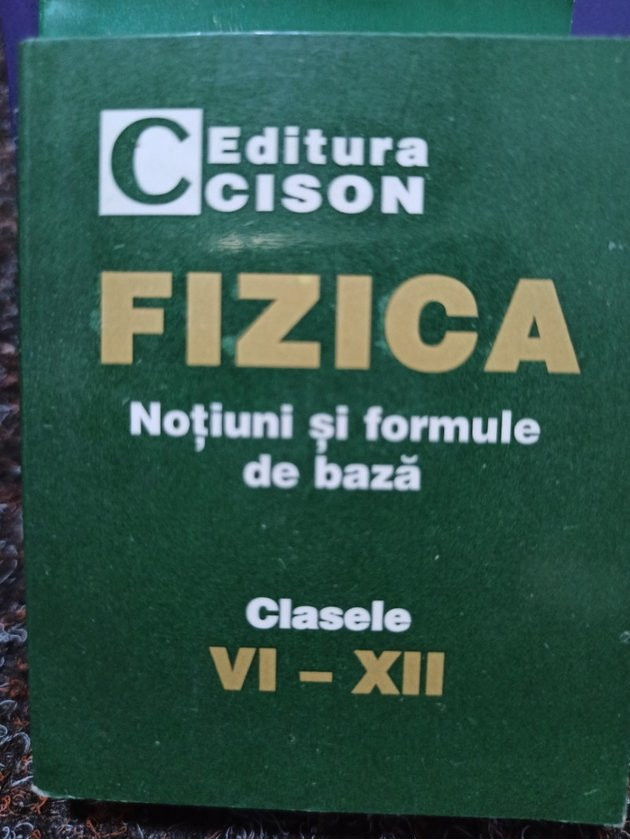 C Editura
CISON
FIZICA
Noțiuni și formule
de bază
Clasele
VI – XII